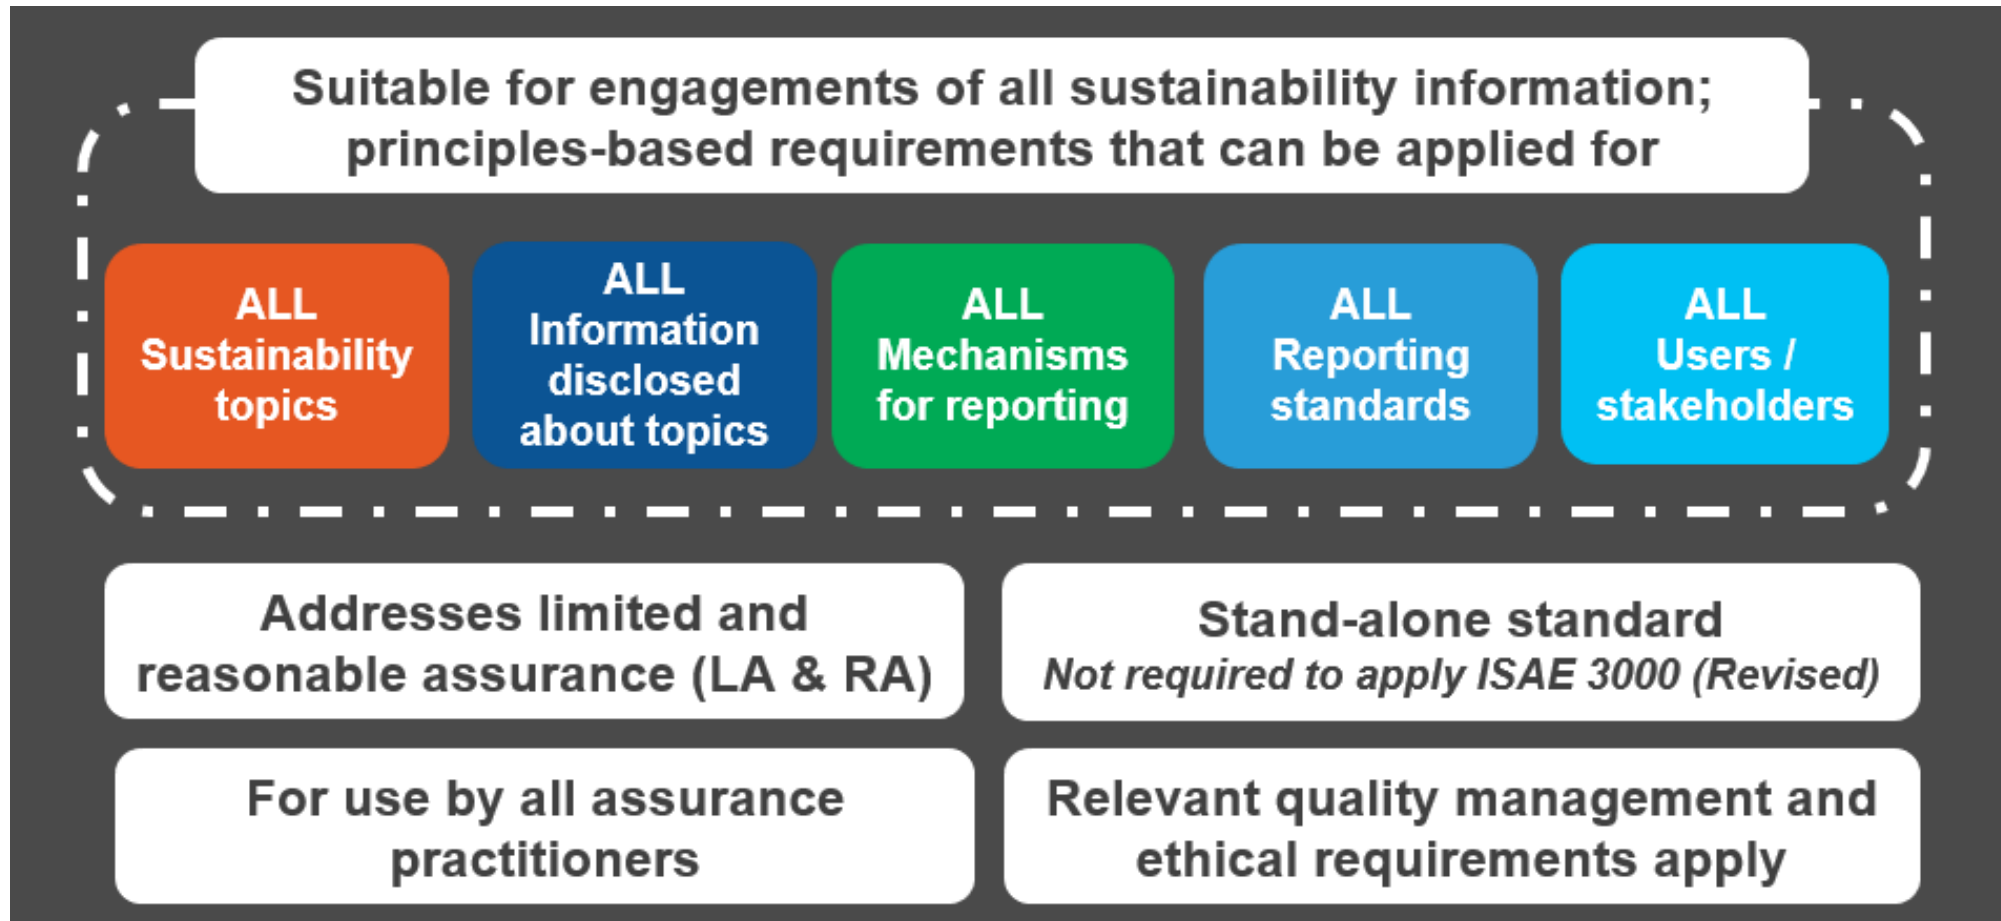 Suitable for engagements of all sustainability information;
principles-based requirements that can be applied for
ALL
Sustainability
topics
ALL
Information
disclosed
about topics
ALL
Mechanisms
for reporting
ALL
Reporting
standards
ALL
Users /
stakeholders
Addresses limited and
reasonable assurance (LA & RA)
Stand-alone standard
Not required to apply ISAE 3000 (Revised)
For use by all assurance
practitioners
Relevant quality management and
ethical requirements apply